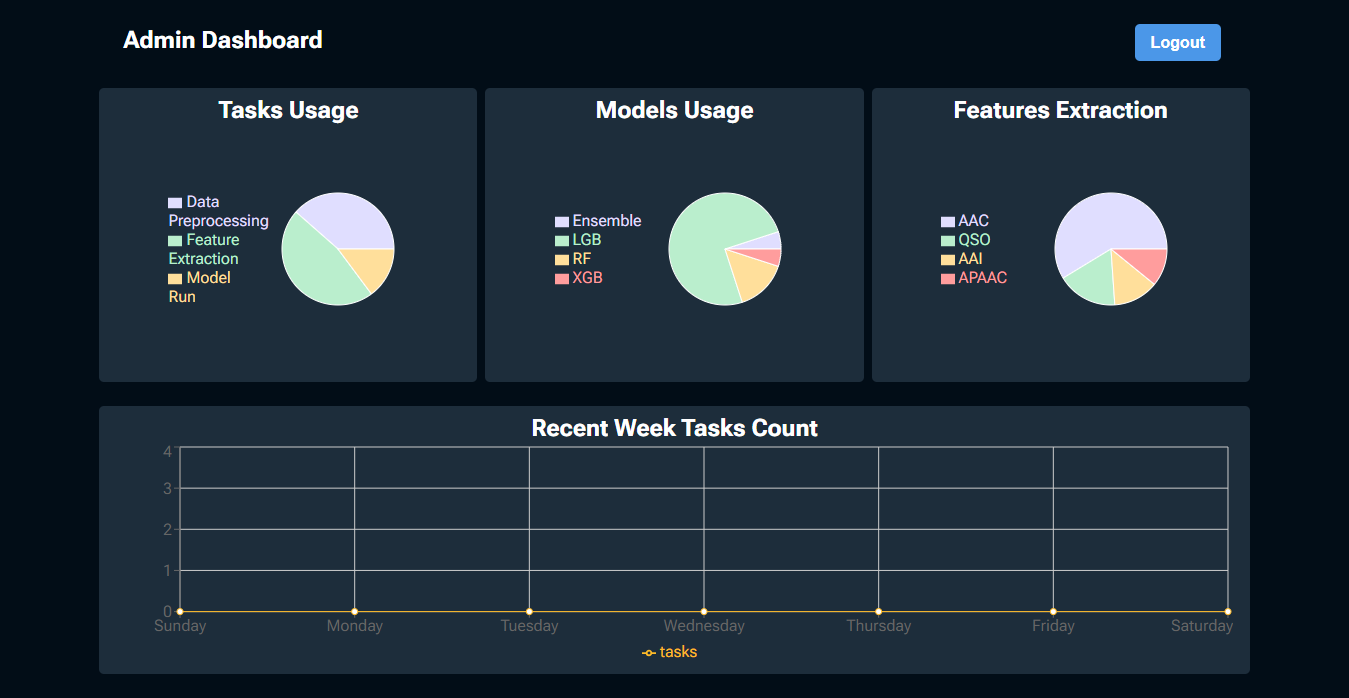 Admin Dashboard
Logout
Tasks Usage
Data
Preprocessing
Feature
Extraction
Model
Run
Models Usage
Ensemble
LGB
RF
XGB
Features Extraction
AAC
QSO
AAI
APAAC
Recent Week Tasks Count
4
3
2
1
0
Sunday Monday Tuesday Wednesday Thursday Friday Saturday
tasks